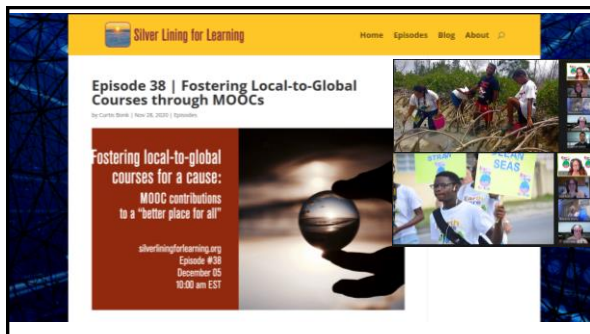 Silver Lining for Learning
Home Episodes Blog About
Episode 38 | Fostering Local-to-Global
Courses through MOOCs
by Curtis Bonk | Nov 28, 2020 | Episodes
Fostering local-to-global
courses for a cause:
MOOC contributions
to a "better place for all"
silverliningforlearning.org
Episode #38
December 05
10:00 am EST
STRAW
CLEAN
SEAS